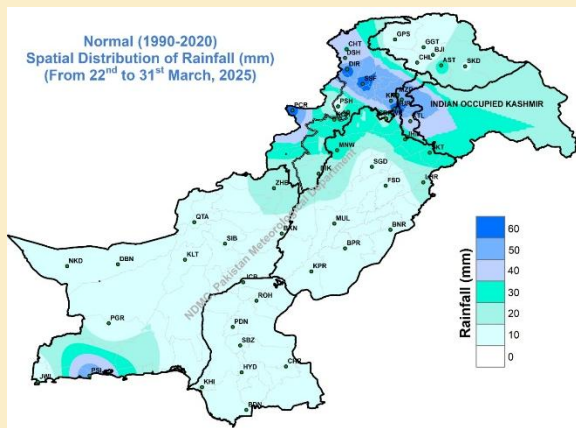 Normal (1990-2020)
Spatial Distribution of Rainfall (mm)
(From 22nd to 31st March, 2025)
GPS
GGT
BJI
CHL
AST
SKD
CHT
DSH
DIR
SSF
INDIAN OCCUPIED KASHMIR
PCR
PSH
MNW
SKT
SGD
LHR
FSD
ZHB
QTA
MUL
BNR
SIB
BPR
NKD
DBN
KLT
KPR
JCB
ROH
PGR
PDN
SBZ
JWI
PSI
KHI
HYD
CHR
BDN
NDMC, Pakistan Meteorological Department
Rainfall (mm)
60
50
40
30
20
10
0